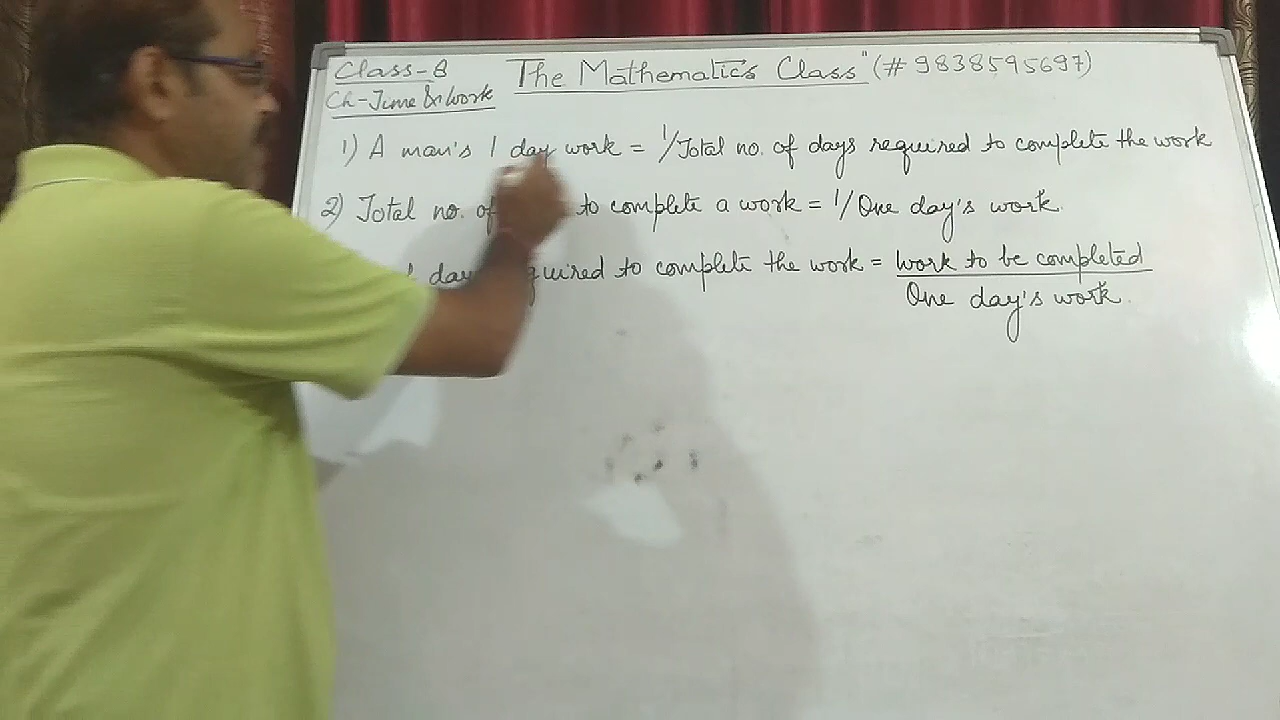 Class-8 The Mathematics Class" (# 9838595697)
Ch-Time & Work
1) A man's 1 day work = 1/Total no. of days required to complete the work
2) Total no. of to complete a work = 1/One day's work.
required to complete the work = work to be completed
One day's work.